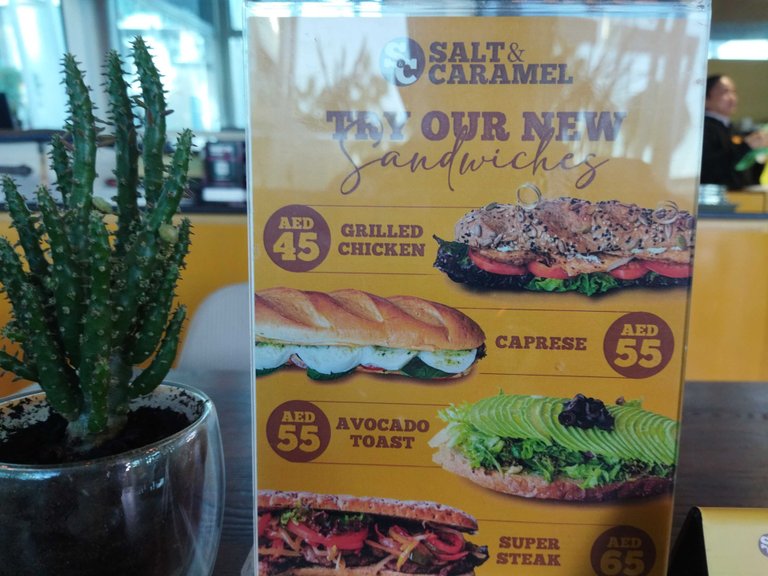 S&C SALT&
CARAMEL
TRY OUR NEW
Sandwiches
AED
45
GRILLED
CHICKEN
CAPRESE
AED
55
AED
55
AVOCADO
TOAST
SUPER
STEAK
AED
65